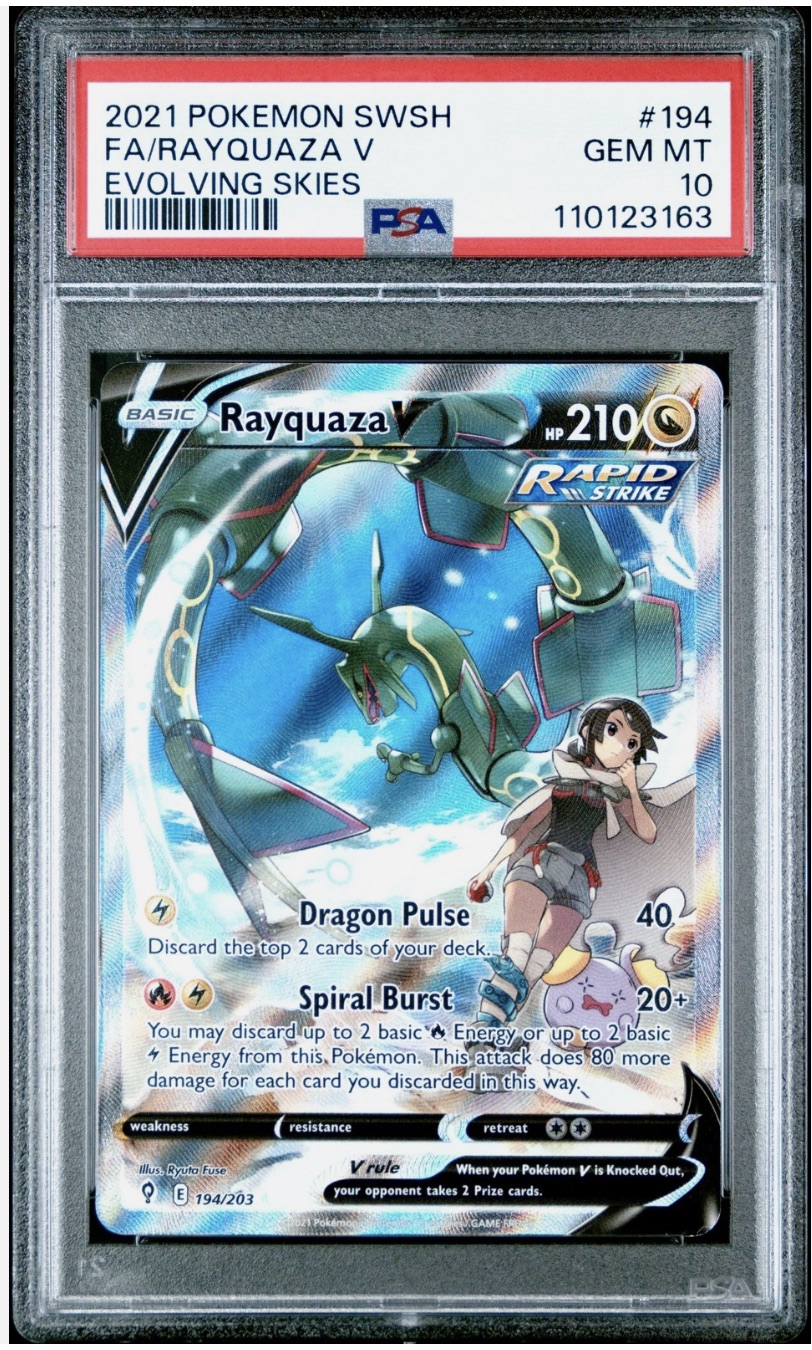 2021 POKEMON SWSH #194
FA/RAYQUAZA V GEM MT
EVOLVING SKIES 10
PSA 110123163
BASIC Rayquaza V HP 210
RAPID
STRIKE
Dragon Pulse 40
Discard the top 2 cards of your deck.
Spiral Burst 20+
You may discard up to 2 basic Energy or up to 2 basic
Energy from this Pokémon. This attack does 80 more
damage for each card you discarded in this way.
weakness resistance retreat
Illus. Ryuta Fuse V rule When your Pokémon V is Knocked Out,
E 194/203 your opponent takes 2 Prize cards.
2021 Pokémon GAME
PSA